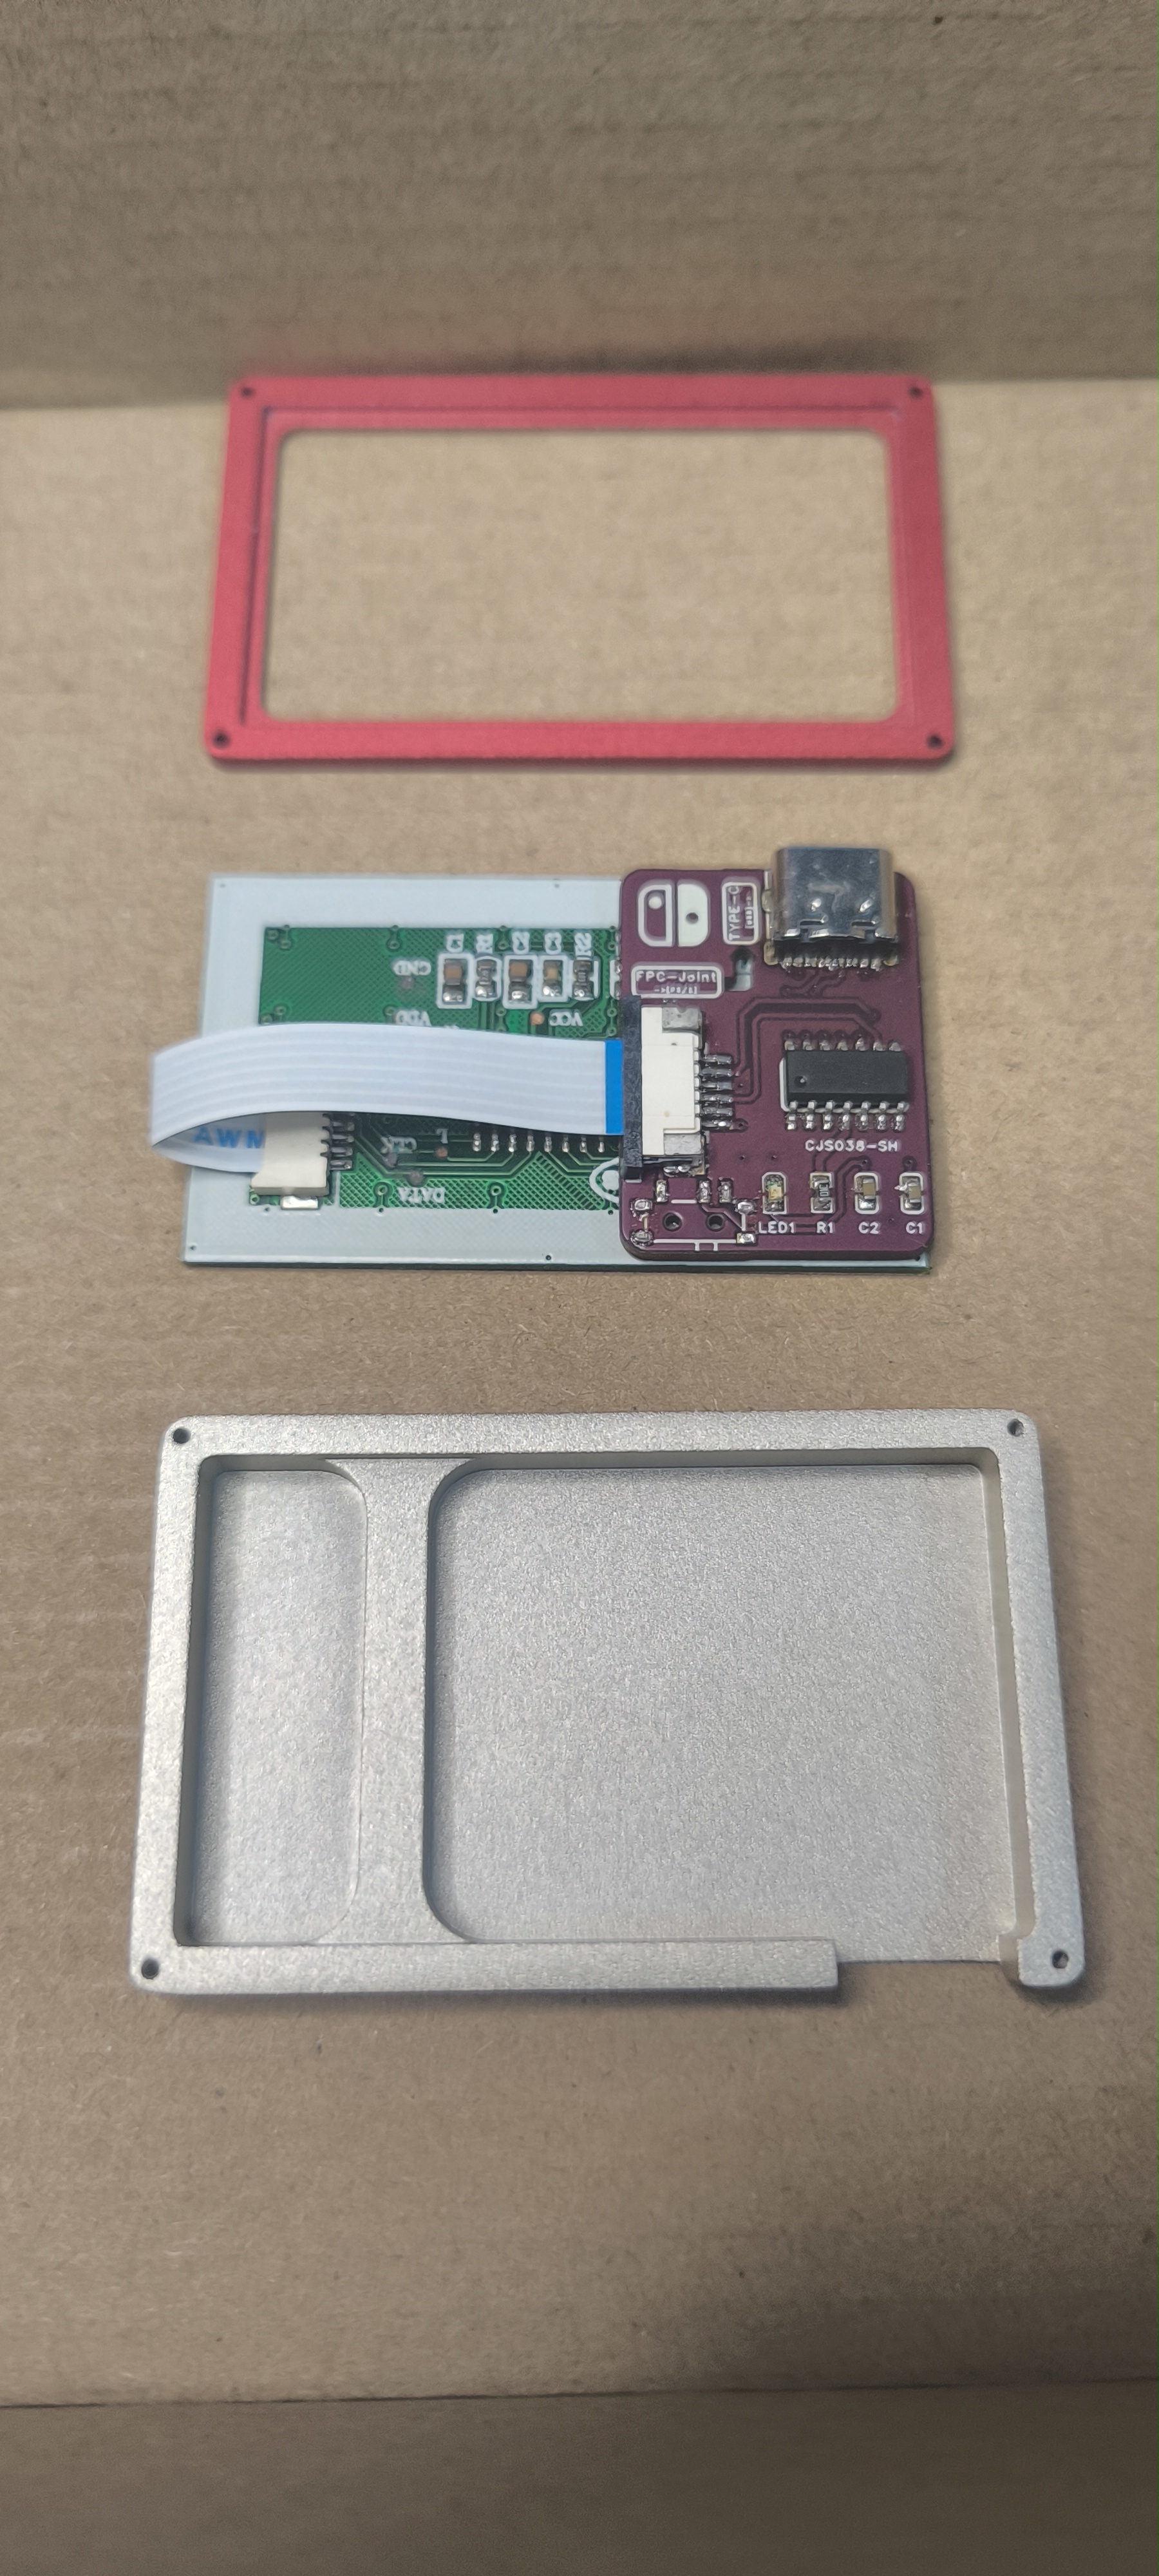 C1 R1 C2 C3 R2
GND
VDD
VCC
TYPE-C
FPC-Joint
AWM
CLK
L
DATA
CJS038-SH
LED1 R1 C2 C1